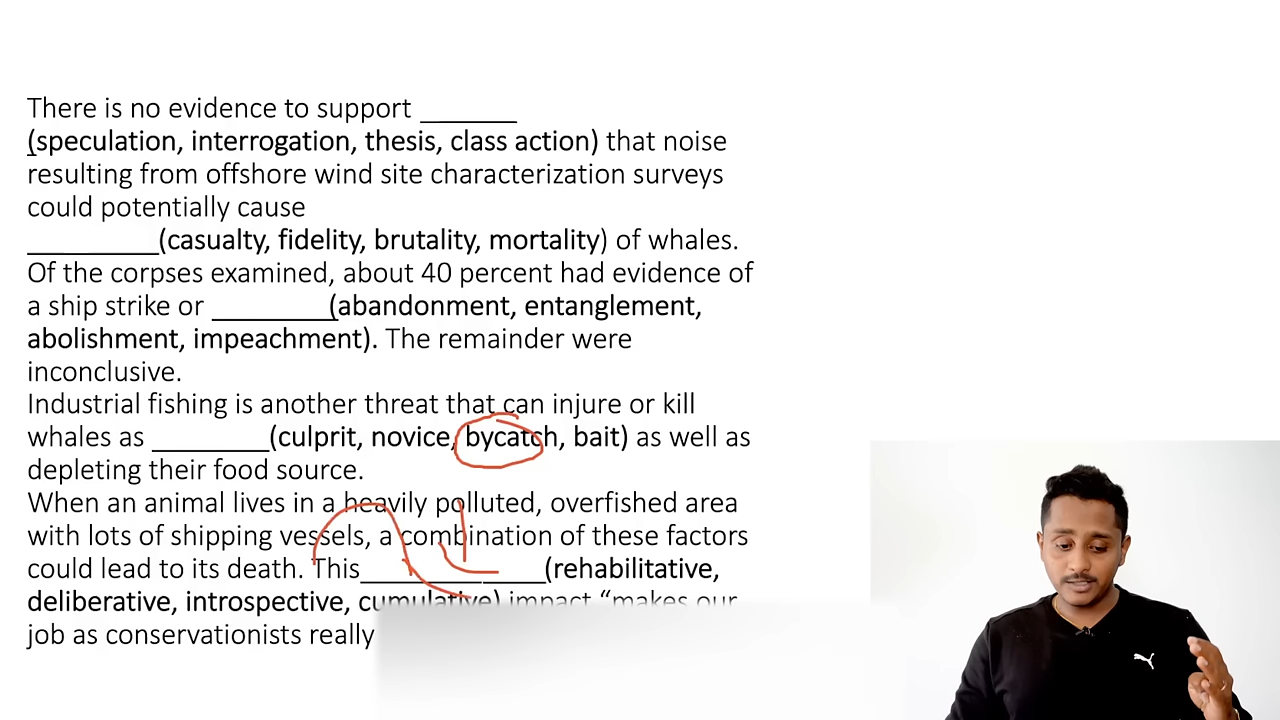 There is no evidence to support _______
(speculation, interrogation, thesis, class action) that noise
resulting from offshore wind site characterization surveys
could potentially cause
_________(casualty, fidelity, brutality, mortality) of whales.
Of the corpses examined, about 40 percent had evidence of
a ship strike or ________(abandonment, entanglement,
abolishment, impeachment). The remainder were
inconclusive.
Industrial fishing is another threat that can injure or kill
whales as ________(culprit, novice, bycatch, bait) as well as
depleting their food source.
When an animal lives in a heavily polluted, overfished area
with lots of shipping vessels, a combination of these factors
could lead to its death. This____________(rehabilitative,
deliberative, introspective, cumulative) impact “makes our
job as conservationists really